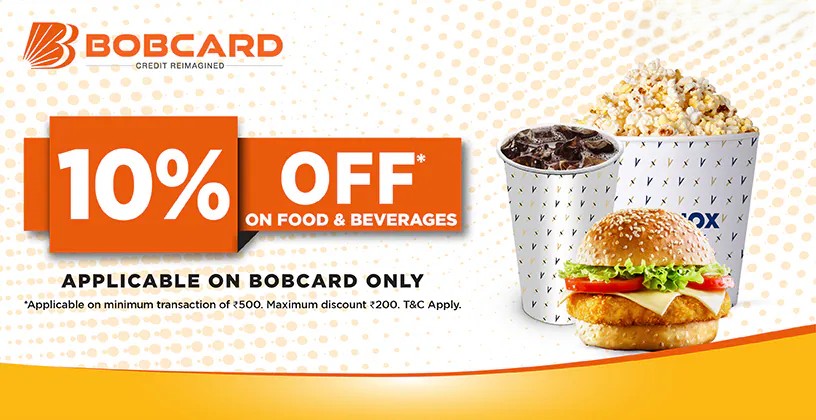 BOBCARD
CREDIT REIMAGINED
10% OFF*
ON FOOD & BEVERAGES
APPLICABLE ON BOBCARD ONLY
*Applicable on minimum transaction of ₹500. Maximum discount ₹200. T&C Apply.